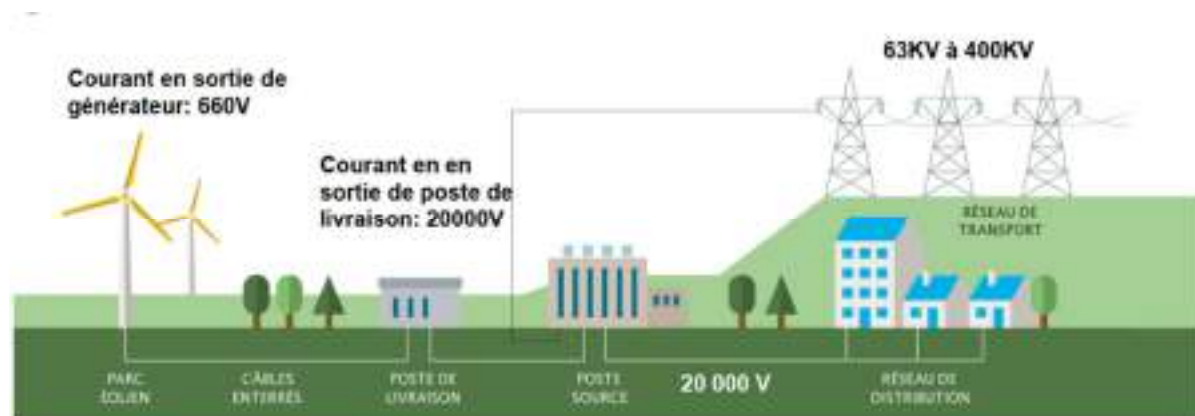 63KV à 400KV
Courant en sortie de
générateur: 660V
Courant en en
sortie de poste de
livraison: 20000V
RÉSEAU DE
TRANSPORT
PARC
ÉOLIEN
CÂBLES
ENTERRÉS
POSTE DE
LIVRAISON
POSTE
SOURCE
20 000 V
RÉSEAU DE
DISTRIBUTION